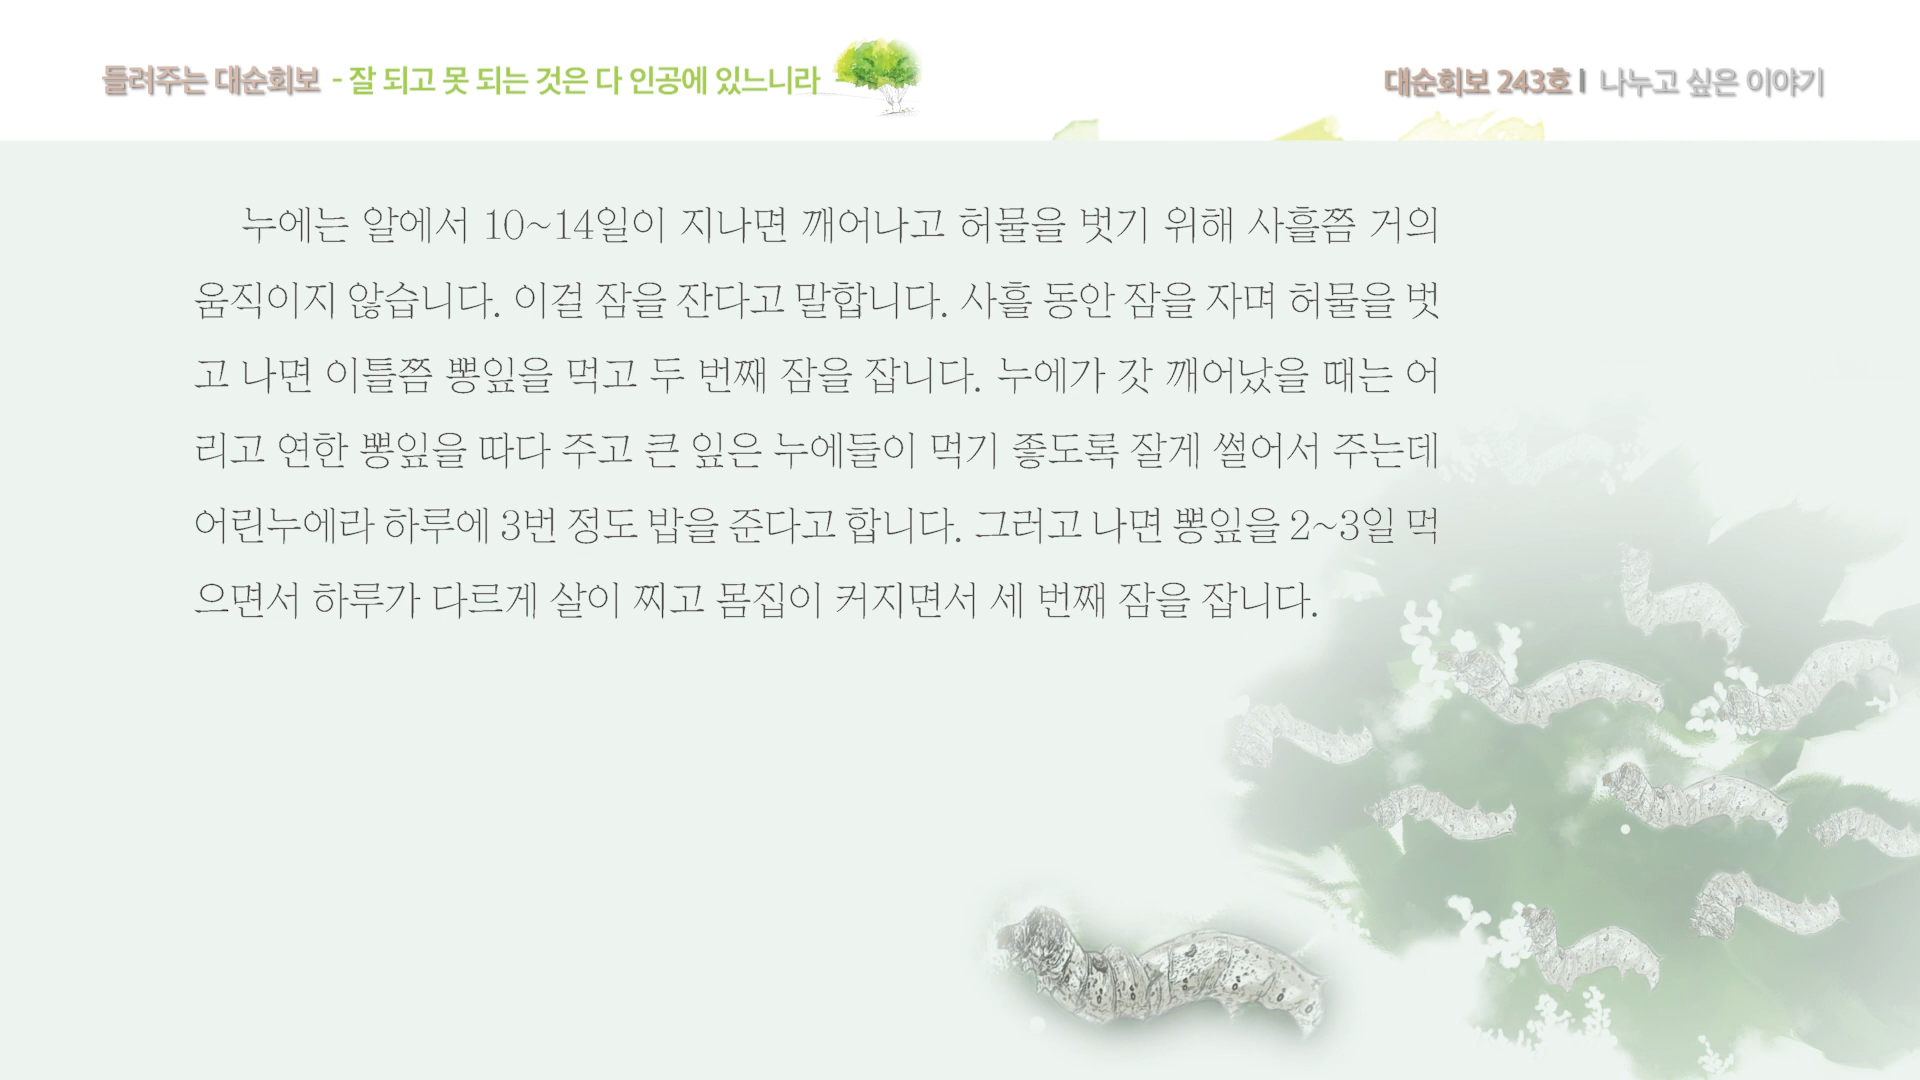 들려주는 대순회보 - 잘 되고 못 되는 것은 다 인공에 있느니라
대순회보 243호 | 나누고 싶은 이야기
누에는 알에서 10~14일이 지나면 깨어나고 허물을 벗기 위해 사흘쯤 거의
움직이지 않습니다. 이걸 잠을 잔다고 말합니다. 사흘 동안 잠을 자며 허물을 벗
고 나면 이틀쯤 뽕잎을 먹고 두 번째 잠을 잡니다. 누에가 갓 깨어났을 때는 어
리고 연한 뽕잎을 따다 주고 큰 잎은 누에들이 먹기 좋도록 잘게 썰어서 주는데
어린누에라 하루에 3번 정도 밥을 준다고 합니다. 그러고 나면 뽕잎을 2~3일 먹
으면서 하루가 다르게 살이 찌고 몸집이 커지면서 세 번째 잠을 잡니다.